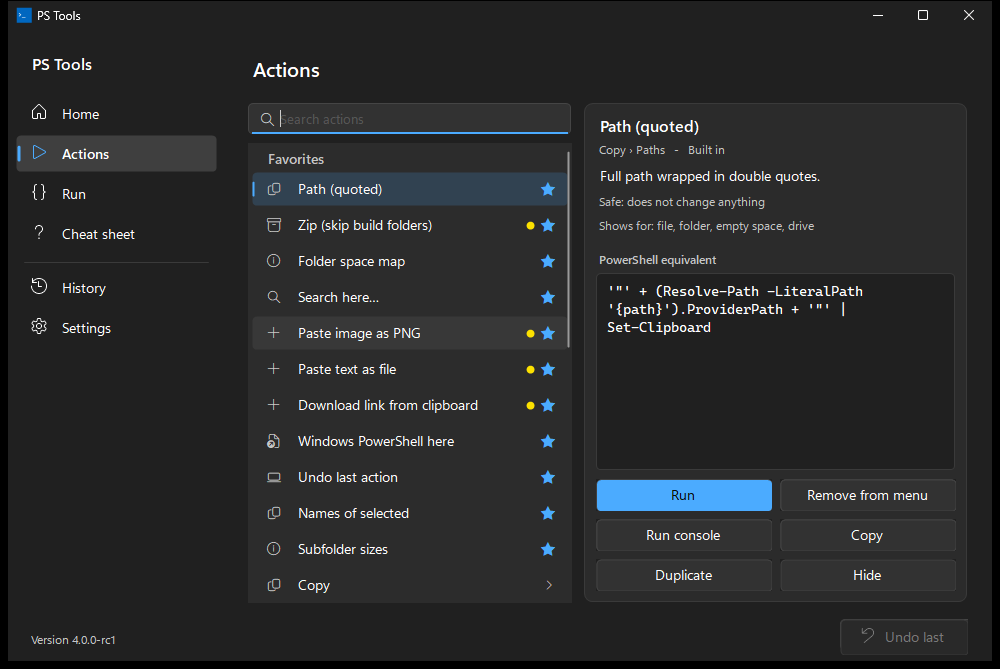 PS Tools
PS Tools
Home
Actions
Run
Cheat sheet
History
Settings
Version 4.0.0-rc1
Actions
Search actions
Favorites
Path (quoted)
Zip (skip build folders)
Folder space map
Search here...
Paste image as PNG
Paste text as file
Download link from clipboard
Windows PowerShell here
Undo last action
Names of selected
Subfolder sizes
Copy
Path (quoted)
Copy › Paths - Built in
Full path wrapped in double quotes.
Safe: does not change anything
Shows for: file, folder, empty space, drive
PowerShell equivalent
'"' + (Resolve-Path -LiteralPath
'{path}').ProviderPath + '"' |
Set-Clipboard
Run
Remove from menu
Run console
Copy
Duplicate
Hide
Undo last